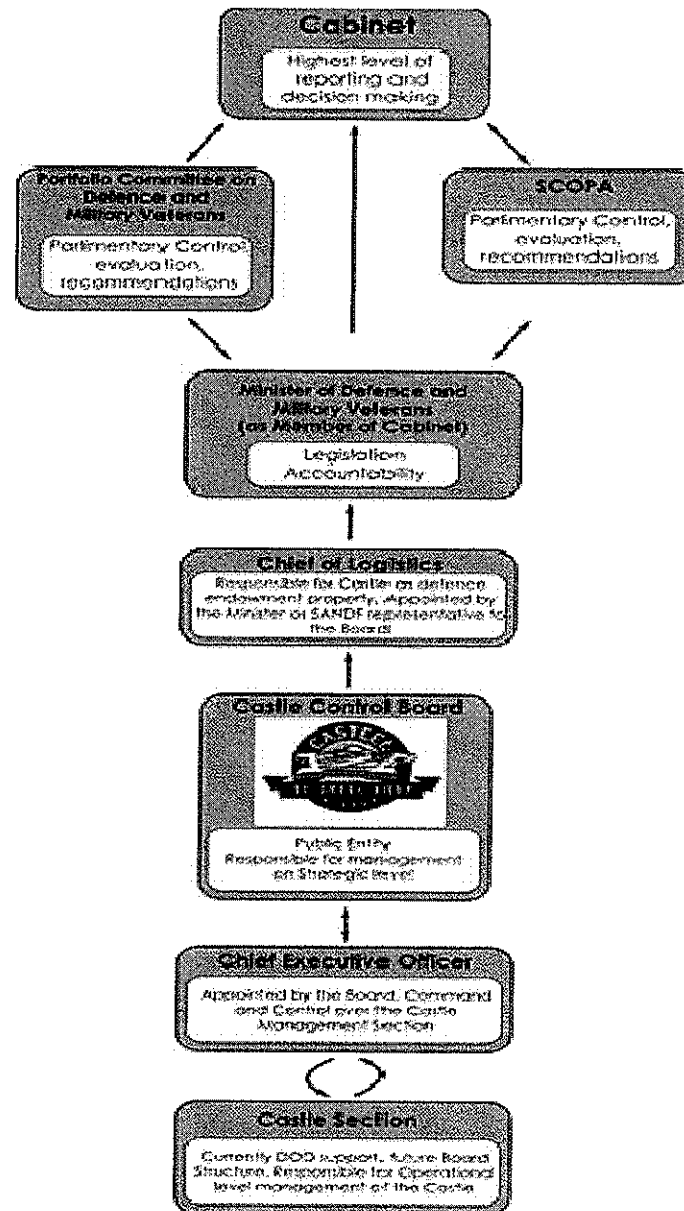 Cabinet
Highest level of
reporting and
decision making
Portfolio Committee on
Defence and
Military Veterans
Parlimentary Control,
evaluation,
recommendations
SCOPA
Parlimentary Control,
evaluation,
recommendations
Minister of Defence and
Military Veterans
(as Member of Cabinet)
Legislation
Accountability
Chief of Logistics
Responsible for Castle as defence
endowment property. Appointed by
the Minister as SANDF representative to
the Board
Castle Control Board
Public Entity
Responsible for management
on Strategic level
Chief Executive Officer
Appointed by the Board. Command
and Control over the Castle
Management Section
Castle Section
Currently DOD support, future Board
Structure. Responsible for Operational
level management of the Castle